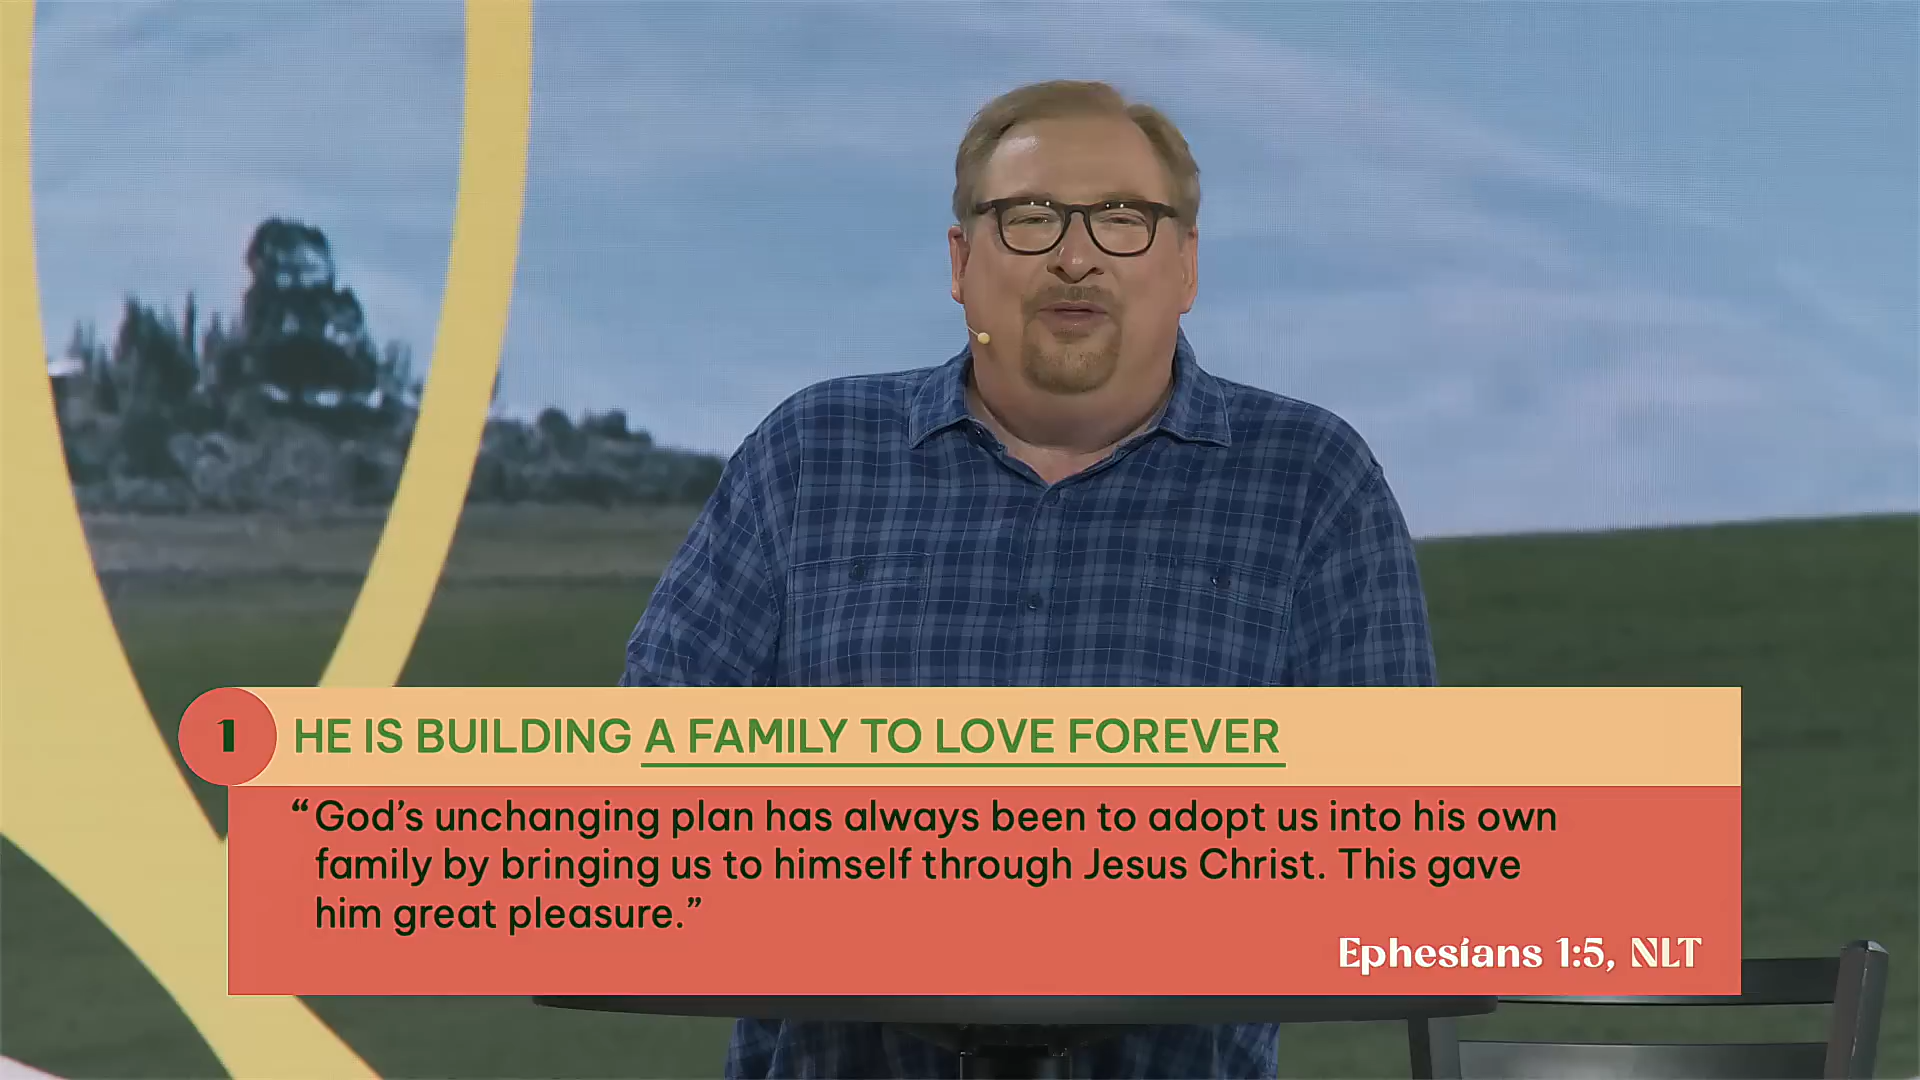 1 HE IS BUILDING A FAMILY TO LOVE FOREVER
“God’s unchanging plan has always been to adopt us into his own
family by bringing us to himself through Jesus Christ. This gave
him great pleasure.”
Ephesians 1:5, NLT